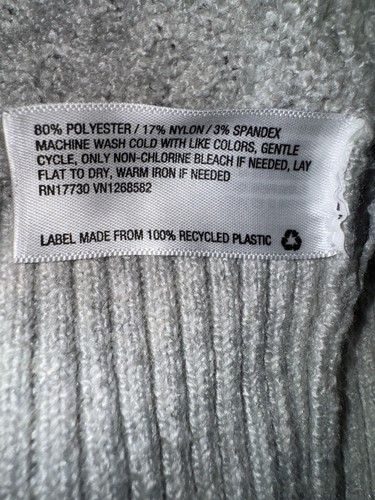 80% POLYESTER / 17% NYLON / 3% SPANDEX
MACHINE WASH COLD WITH LIKE COLORS, GENTLE
CYCLE, ONLY NON-CHLORINE BLEACH IF NEEDED, LAY
FLAT TO DRY, WARM IRON IF NEEDED
RN17730 VN1268582
LABEL MADE FROM 100% RECYCLED PLASTIC